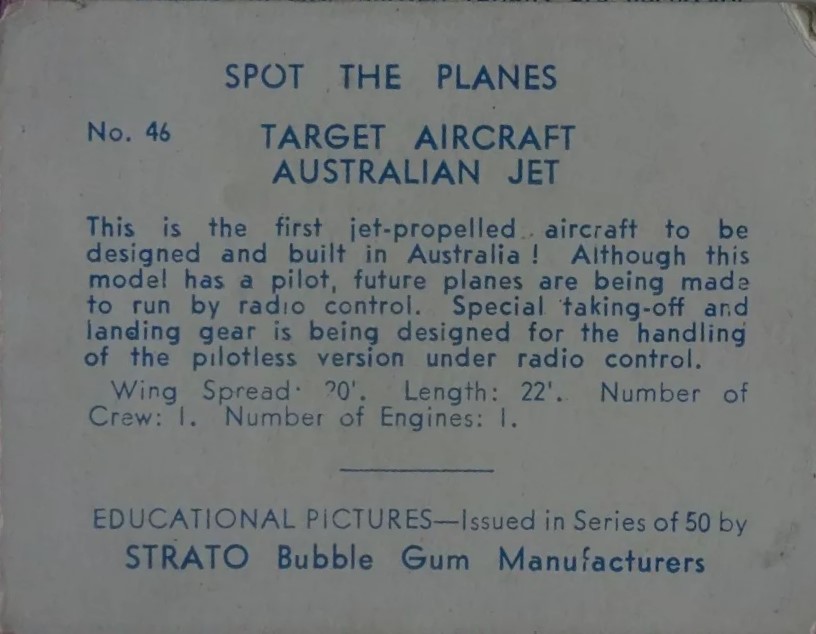 SPOT THE PLANES
No. 46 TARGET AIRCRAFT
AUSTRALIAN JET
This is the first jet-propelled aircraft to be
designed and built in Australia ! Although this
model has a pilot, future planes are being made
to run by radio control. Special taking-off and
landing gear is being designed for the handling
of the pilotless version under radio control.
Wing Spread: 20'. Length: 22'. Number of
Crew: 1. Number of Engines: 1.
EDUCATIONAL PICTURES—Issued in Series of 50 by
STRATO Bubble Gum Manufacturers